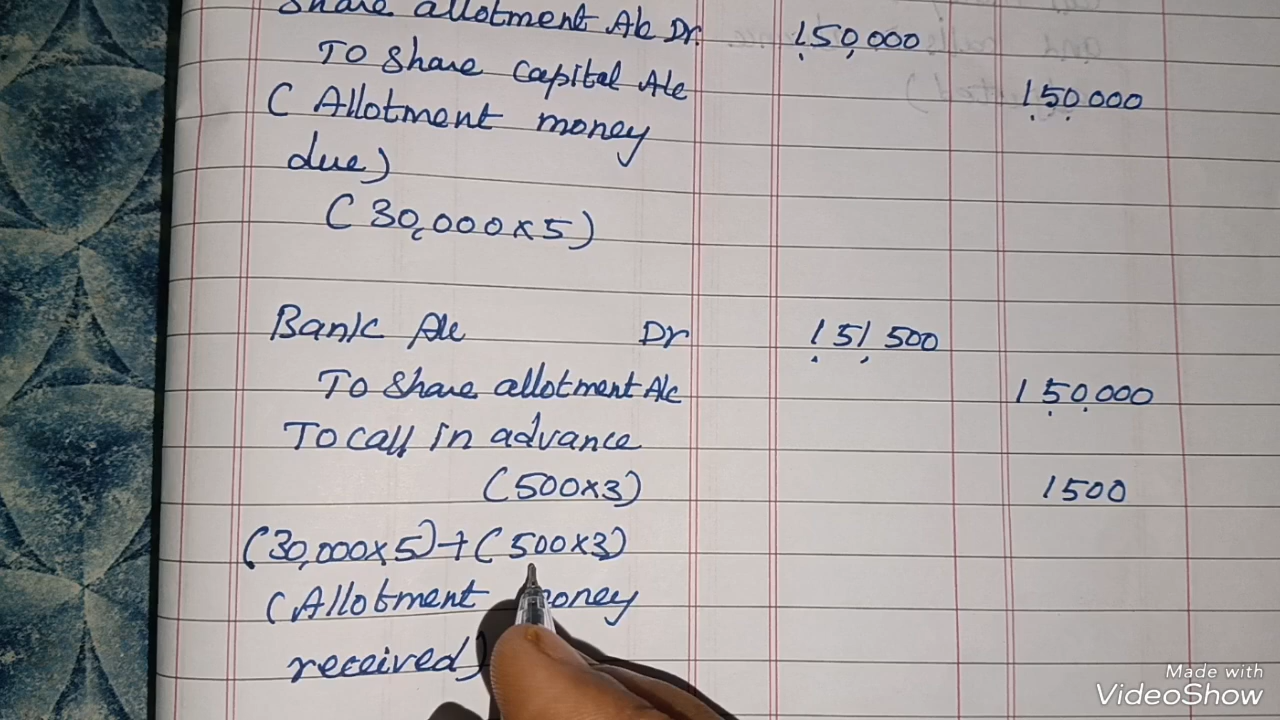 Share allotment A/c Dr. 150,000
To Share Capital A/c 150,000
( Allotment money
due)
(30,000×5)
Bank A/c Dr 151,500
To Share allotment A/c 150,000
To call in advance
(500×3) 1500
(30,000×5)+(500×3)
(Allotment money
received)
Made with
VideoShow